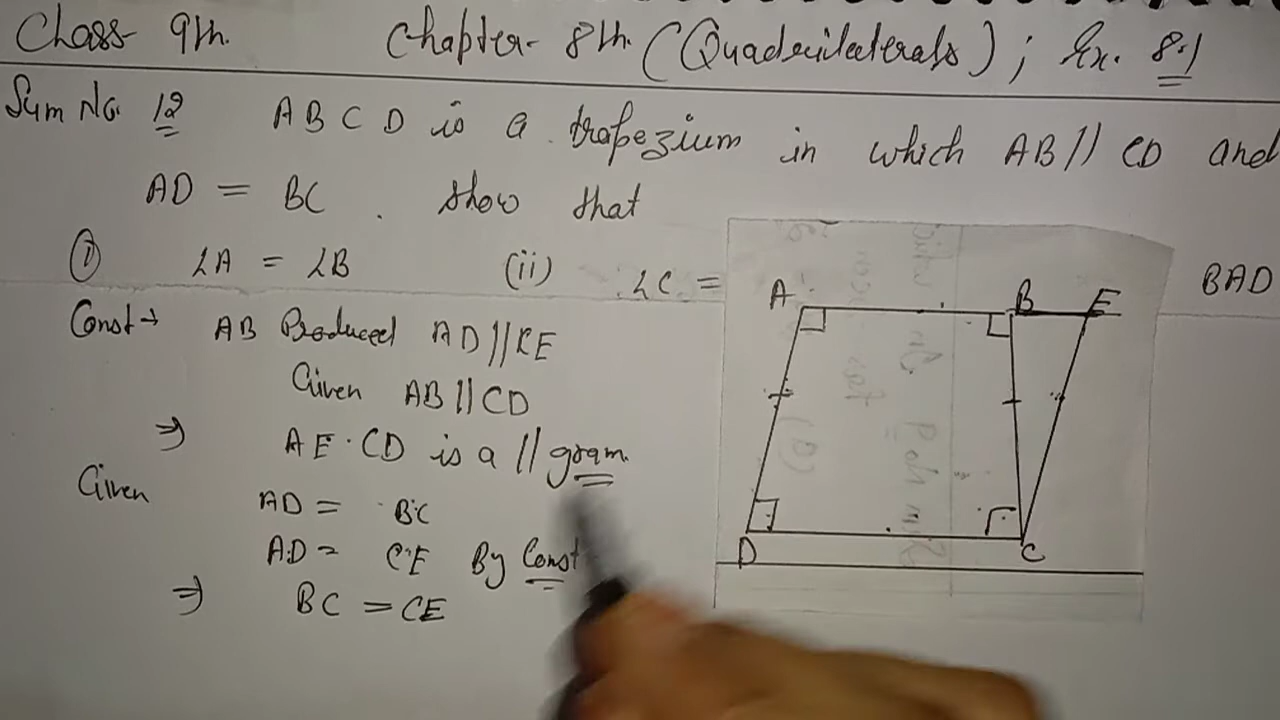 Class 9th. Chapter- 8th. (Quadrilaterals) ; Ex. 8.1
Sum No. 12 ABCD is a trapezium in which AB // CD and
AD = BC . Show that
(i) ∠A = ∠B (ii) ∠C = BAD
Const → AB Produced AD // CE
Given AB // CD
⇒ AE CD is a // gram.
Given AD = BC
AD = CE By Const
⇒ BC = CE
A B E
D C